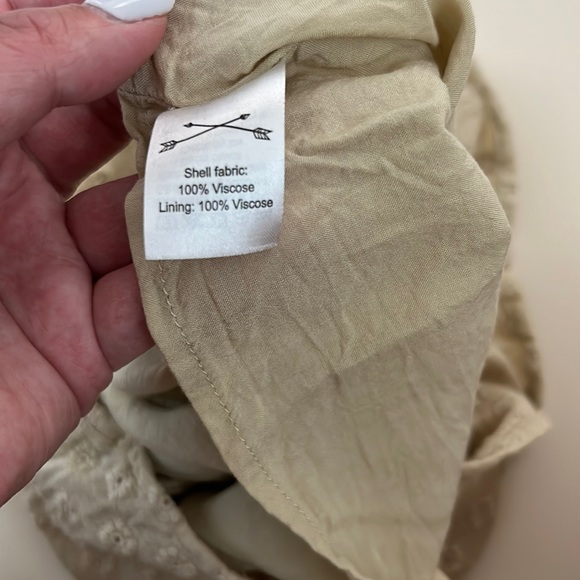 Shell fabric:
100% Viscose
Lining: 100% Viscose